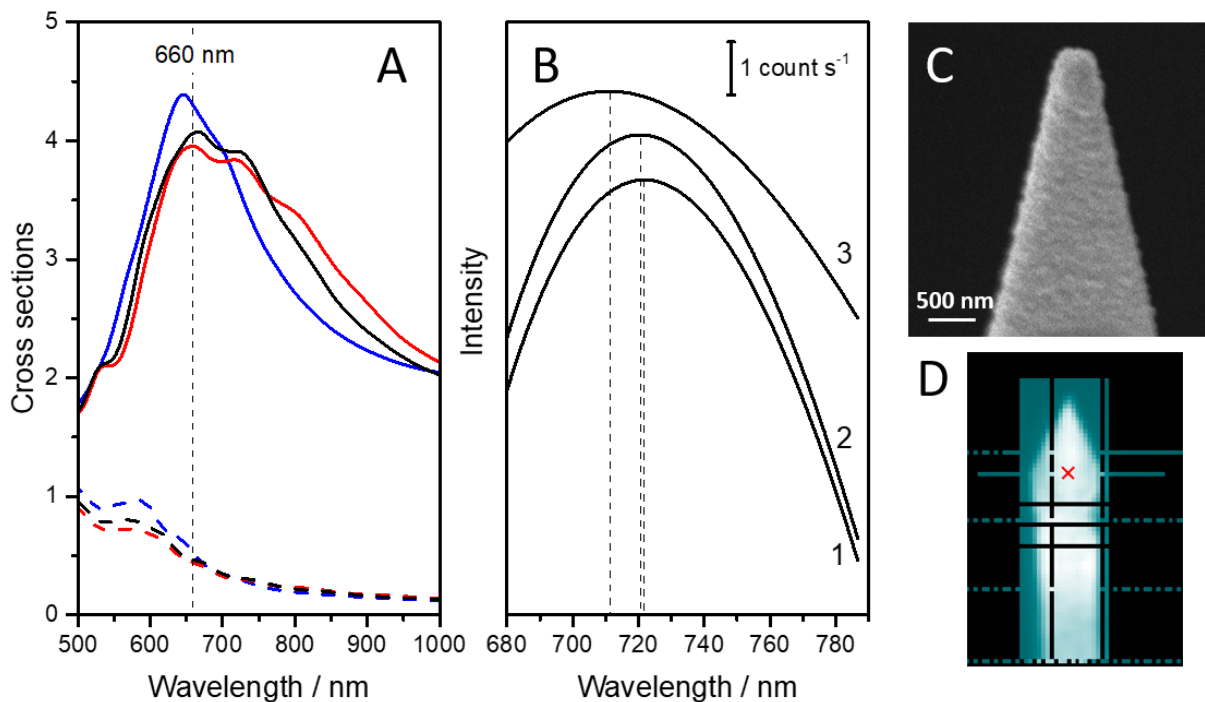 A
660 nm
5
4
3
2
1
0
Cross sections
500 600 700 800 900 1000
Wavelength / nm
B
1 count s⁻¹
Intensity
3
2
1
680 700 720 740 760 780
Wavelength / nm
C
500 nm
D